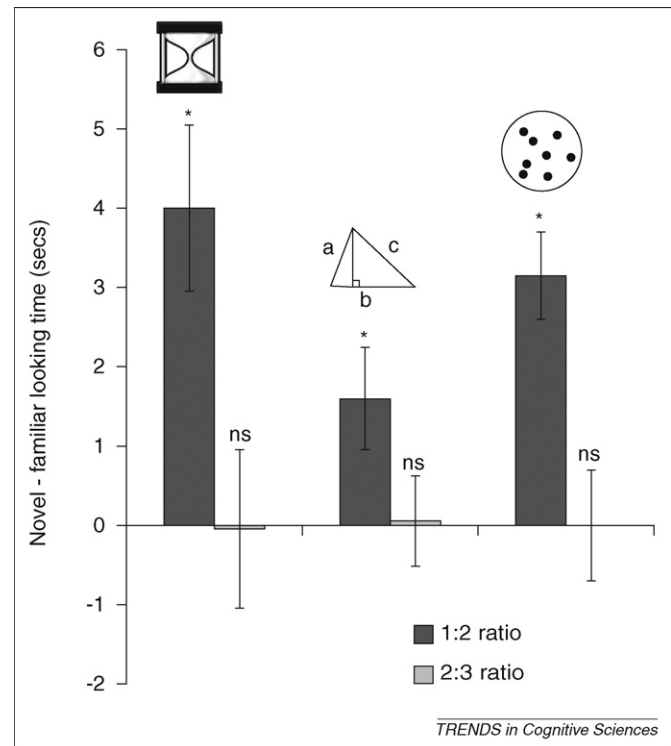 6
5
4
3
2
1
0
-1
-2
Novel - familiar looking time (secs)
*
ns
a
c
b
*
ns
*
ns
1:2 ratio
2:3 ratio
TRENDS in Cognitive Sciences